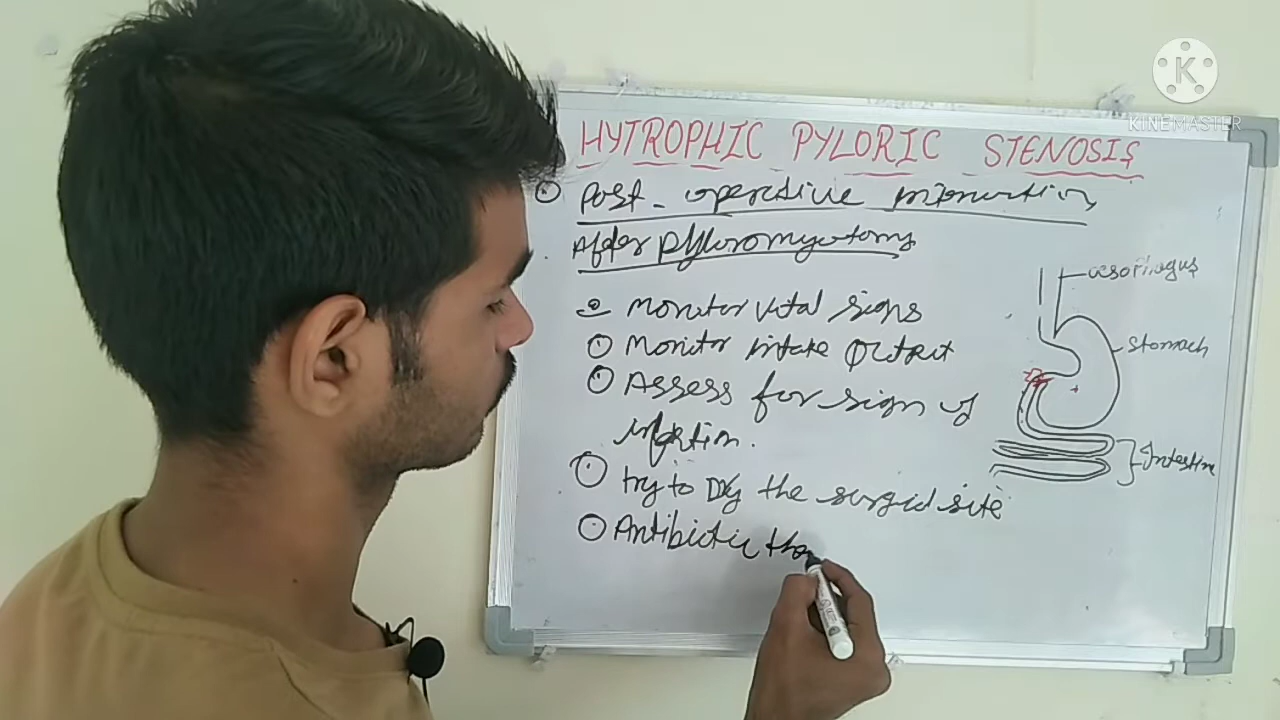 KINEMASTER
HYTROPHIC PYLORIC STENOSIS
Post-operative
After pyloromyotomy
Monitor vital signs
Monitor intake output
Assess for sign of
infection.
try to Dry the surgical site
Antibiotic the
oesophagus
stomach
Intestine